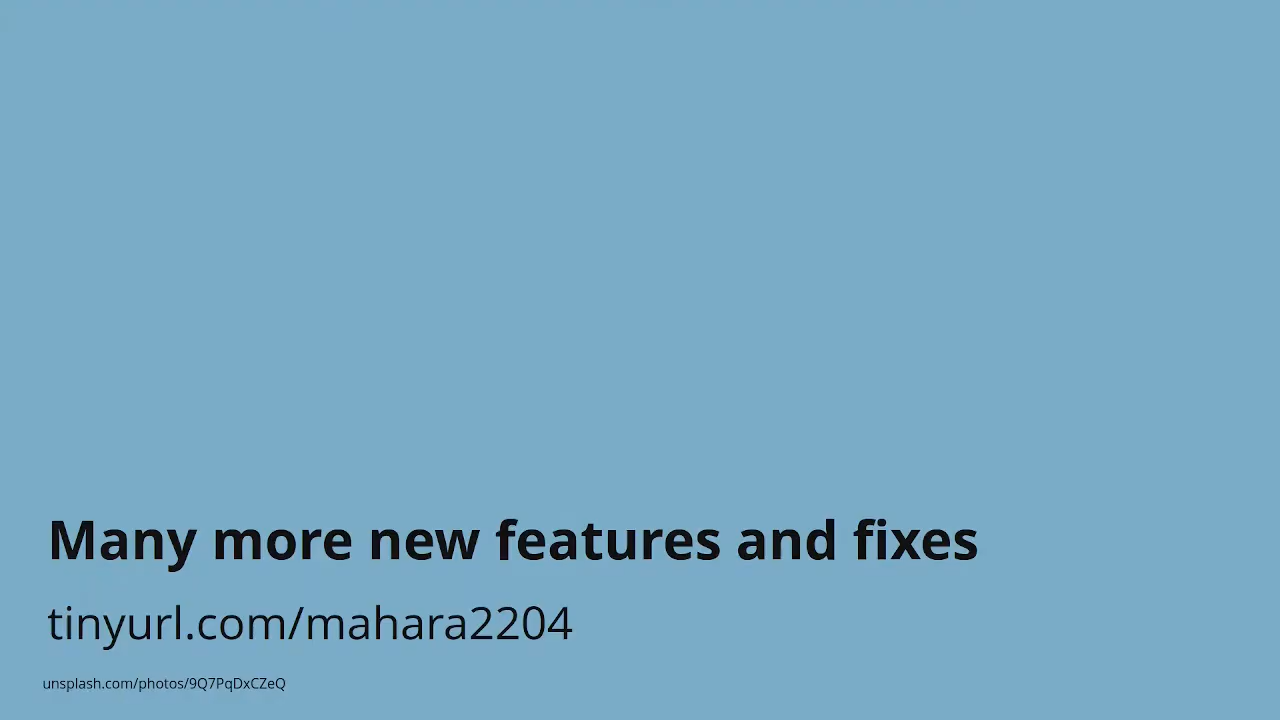 Many more new features and fixes
tinyurl.com/mahara2204
unsplash.com/photos/9Q7PqDxCZeQ